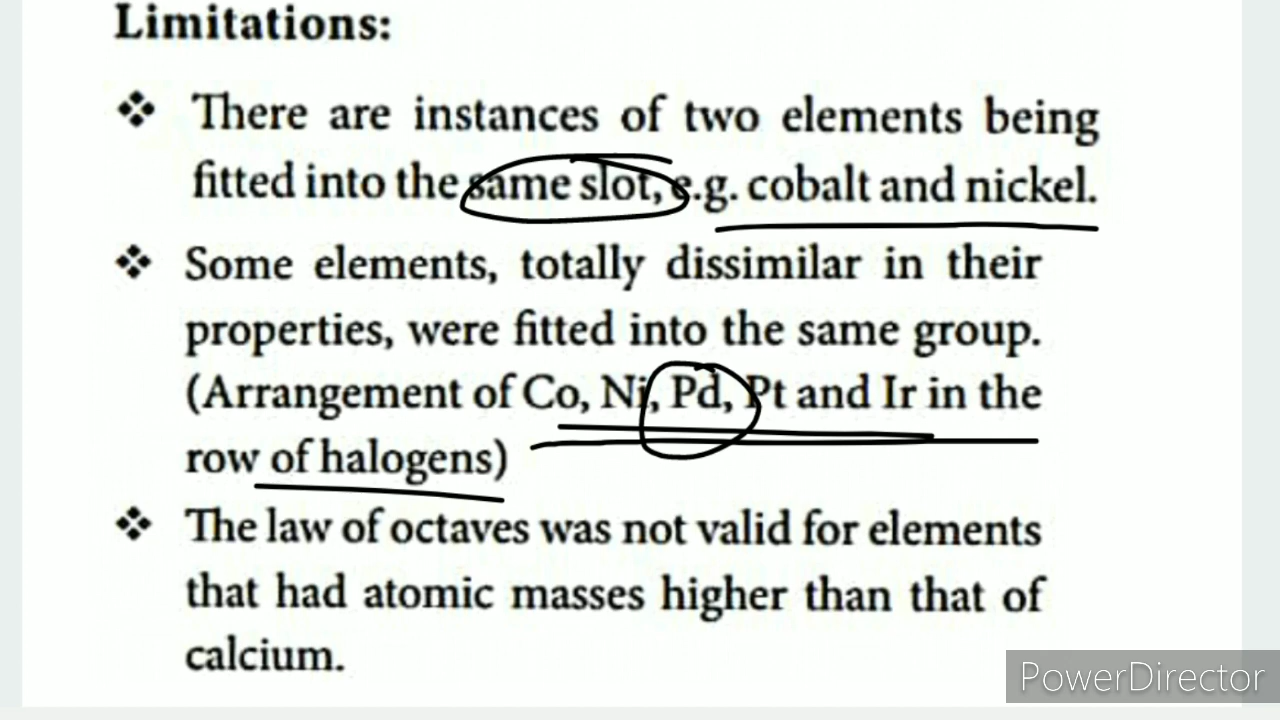 Limitations:
❖ There are instances of two elements being
fitted into the same slot, e.g. cobalt and nickel.
❖ Some elements, totally dissimilar in their
properties, were fitted into the same group.
(Arrangement of Co, Ni, Pd, Pt and Ir in the
row of halogens)
❖ The law of octaves was not valid for elements
that had atomic masses higher than that of
calcium.
PowerDirector